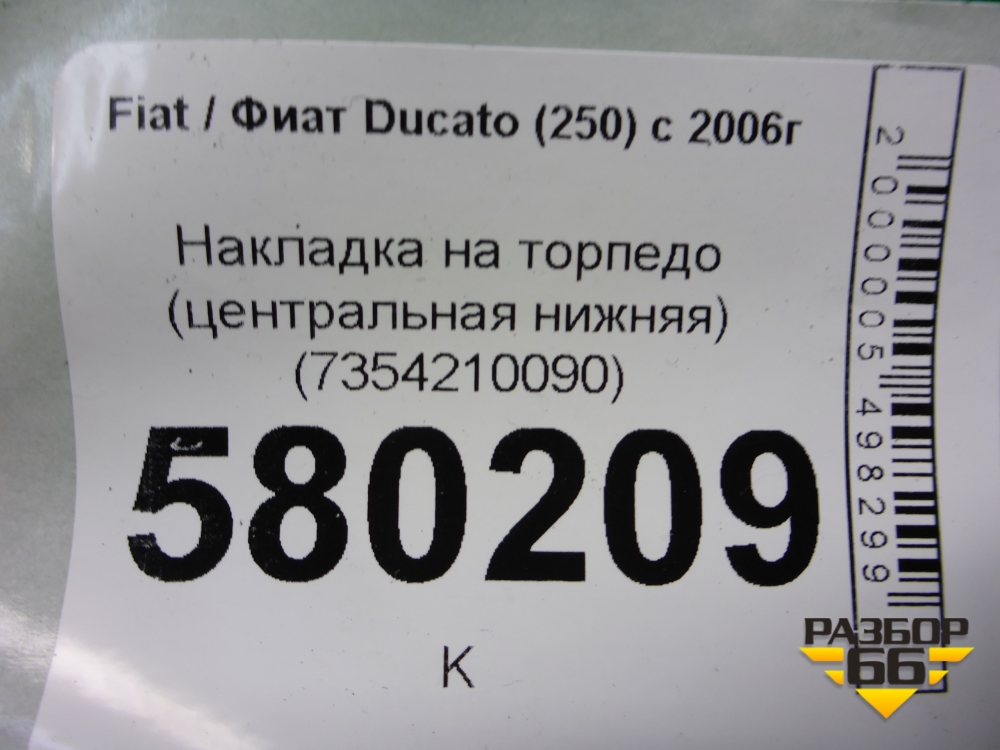 Fiat / Фиат Ducato (250) с 2006г
Накладка на торпедо
(центральная нижняя)
(7354210090)
580209
К
2000005498299
РАЗБОР
66